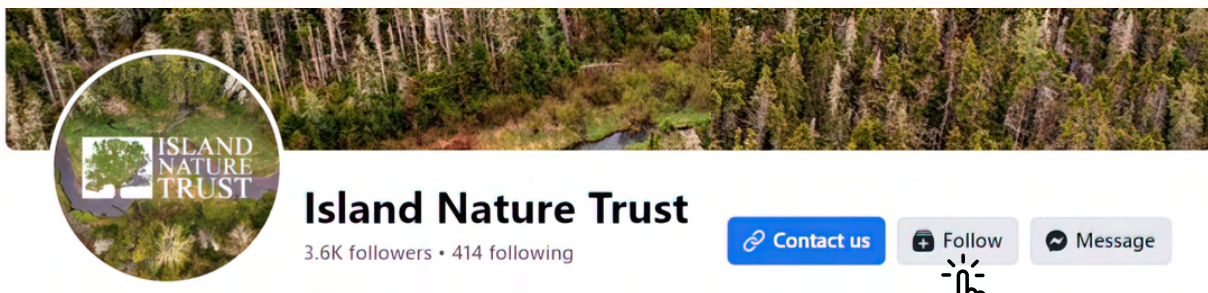 ISLAND
NATURE
TRUST
Island Nature Trust
3.6K followers • 414 following
Contact us
Follow
Message